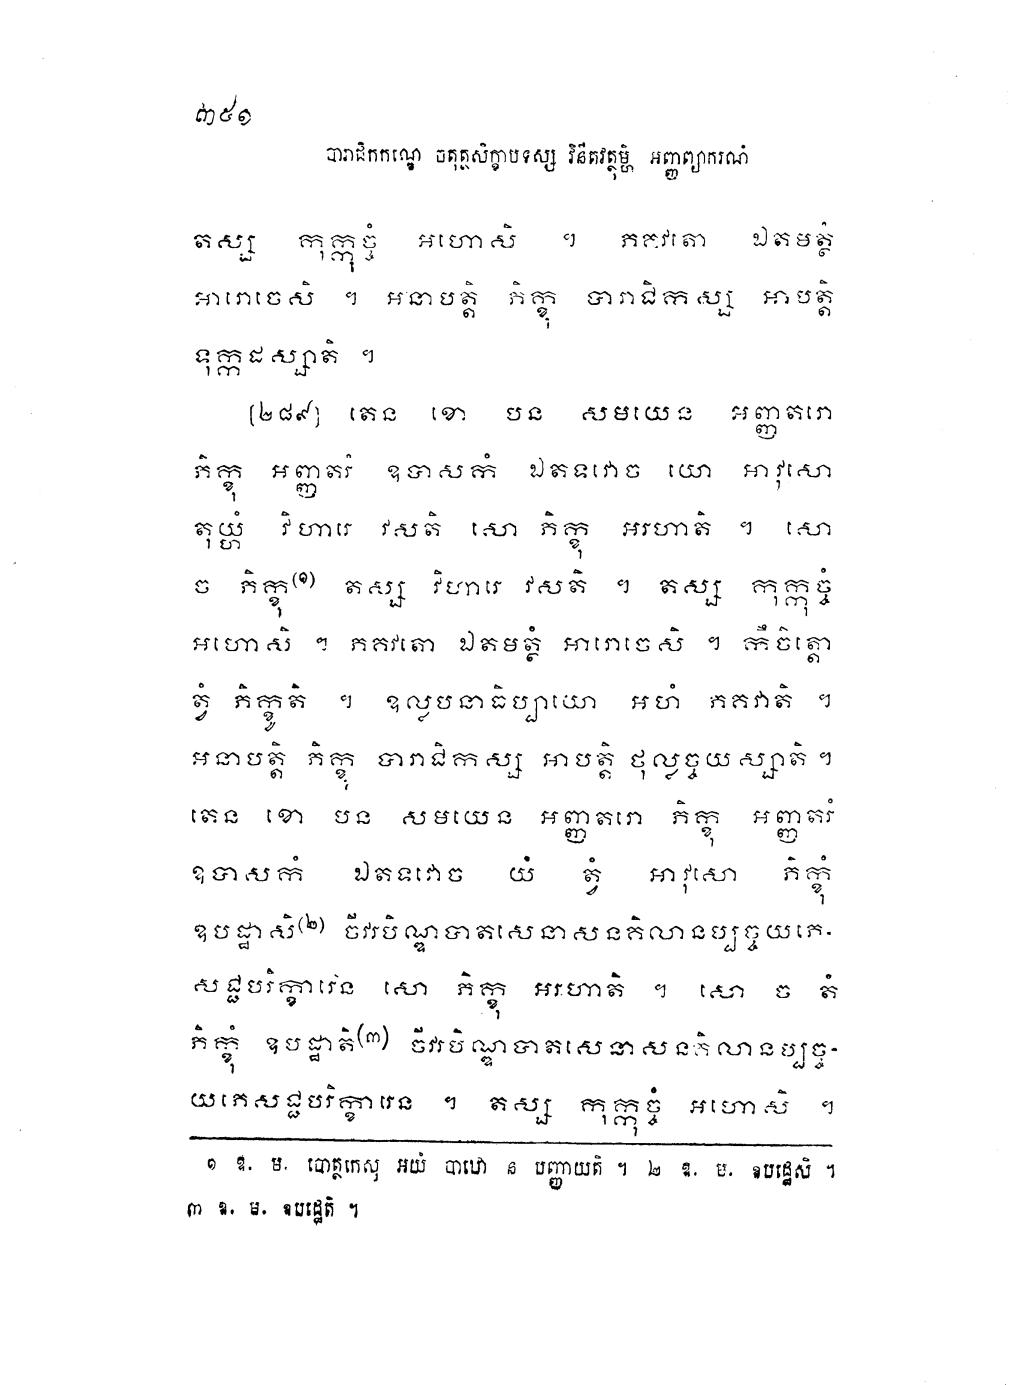 ៣៥១
បារាជិកកណ្ឌេ ចតុត្ថសិក្ខាបទស្ស វិនីតវត្ថុម្ហិ អញ្ញព្យាករណំ
តស្ស កុក្កុច្ចំ អហោសិ ។ ភគវតោ ឯតមត្ថំ
អារោចេសិ ។ អនាបត្តិ ភិក្ខុ បារាជិកស្ស អាបត្តិ
ទុក្កដស្សាតិ ។
[២៨៩] តេន ខោ បន សមយេន អញ្ញតរោ
ភិក្ខុ អញ្ញតរំ ឧបាសកំ ឯតទវោច យោ អាវុសោ
តុយ្ហំ វិហារេ វសតិ សោ ភិក្ខុ អរហាតិ ។ សោ
ច ភិក្ខុ(១) តស្ស វិហារេ វសតិ ។ តស្ស កុក្កុច្ចំ
អហោសិ ។ ភគវតោ ឯតមត្ថំ អារោចេសិ ។ កឹចិត្តោ
ត្វំ ភិក្ខូតិ ។ ឧល្លបនាធិប្បាយោ អហំ ភគវាតិ ។
អនាបត្តិ ភិក្ខុ បារាជិកស្ស អាបត្តិ ថុល្លច្ចយស្សាតិ ។
តេន ខោ បន សមយេន អញ្ញតរោ ភិក្ខុ អញ្ញតរំ
ឧបាសកំ ឯតទវោច យំ ត្វំ អាវុសោ ភិក្ខុំ
ឧបដ្ឋាសិ(២) ចីវរបិណ្ឌបាតសេនាសនគិលានប្បច្ចយភេ-
សជ្ជបរិក្ខារេន សោ ភិក្ខុ អរហាតិ ។ សោ ច តំ
ភិក្ខុំ ឧបដ្ឋាតិ(៣) ចីវរបិណ្ឌបាតសេនាសនគិលានប្បច្ច-
យភេសជ្ជបរិក្ខារេន ។ តស្ស កុក្កុច្ចំ អហោសិ ។
១ ឱ. ម. បោត្ថកេសុ អយំ បាឋោ ន បញ្ញាយតិ ។ ២ ឱ. ម. ឧបដ្ឋេសិ ។
៣ ឱ. ម. ឧបដ្ឋេតិ ។